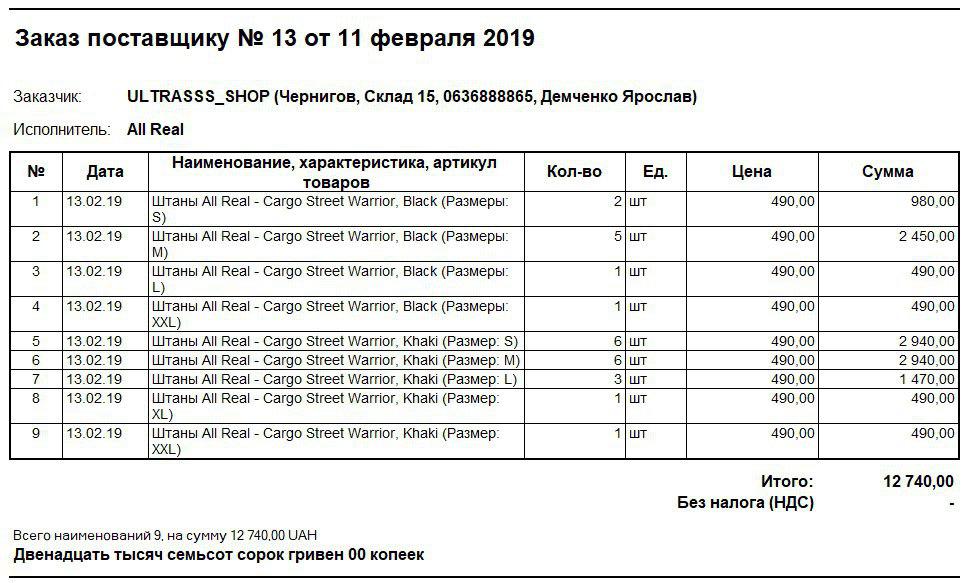 Заказ поставщику № 13 от 11 февраля 2019
Заказчик: ULTRASSS_SHOP (Чернигов, Склад 15, 0636888865, Демченко Ярослав)
Исполнитель: All Real
№ Дата Наименование, характеристика, артикул товаров Кол-во Ед. Цена Сумма
1 13.02.19 Штаны All Real - Cargo Street Warrior, Black (Размеры: S) 2 шт 490,00 980,00
2 13.02.19 Штаны All Real - Cargo Street Warrior, Black (Размеры: M) 5 шт 490,00 2 450,00
3 13.02.19 Штаны All Real - Cargo Street Warrior, Black (Размеры: L) 1 шт 490,00 490,00
4 13.02.19 Штаны All Real - Cargo Street Warrior, Black (Размеры: XXL) 1 шт 490,00 490,00
5 13.02.19 Штаны All Real - Cargo Street Warrior, Khaki (Размер: S) 6 шт 490,00 2 940,00
6 13.02.19 Штаны All Real - Cargo Street Warrior, Khaki (Размер: M) 6 шт 490,00 2 940,00
7 13.02.19 Штаны All Real - Cargo Street Warrior, Khaki (Размер: L) 3 шт 490,00 1 470,00
8 13.02.19 Штаны All Real - Cargo Street Warrior, Khaki (Размер: XL) 1 шт 490,00 490,00
9 13.02.19 Штаны All Real - Cargo Street Warrior, Khaki (Размер: XXL) 1 шт 490,00 490,00
Итого: 12 740,00
Без налога (НДС) -
Всего наименований 9, на сумму 12 740,00 UAH
Двенадцать тысяч семьсот сорок гривен 00 копеек